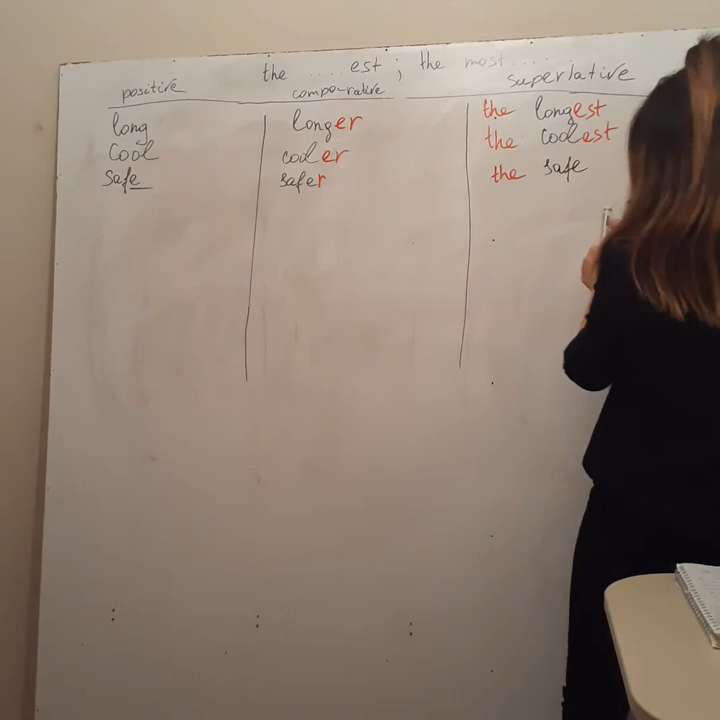 the ....est ; the most....
positive comparative superlative
long longer the longest
cool cooler the coolest
safe safer the safe